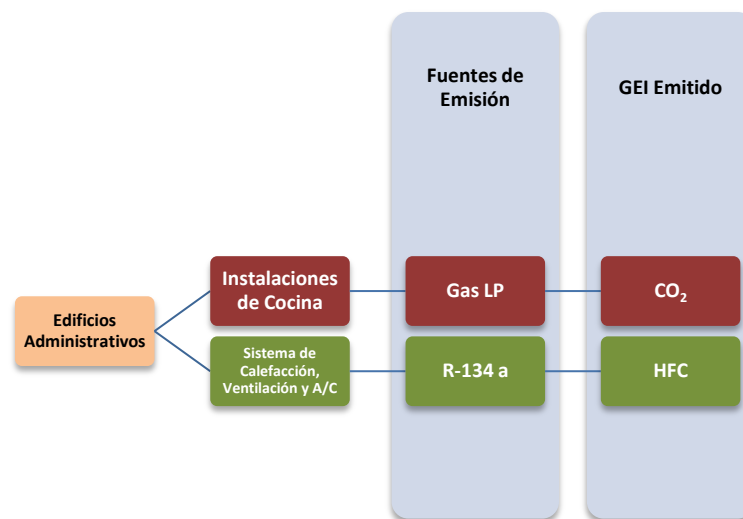 Fuentes de
Emisión
GEI Emitido
Instalaciones
de Cocina
Gas LP
CO₂
Edificios
Administrativos
Sistema de
Calefacción,
Ventilación y A/C
R-134 a
HFC